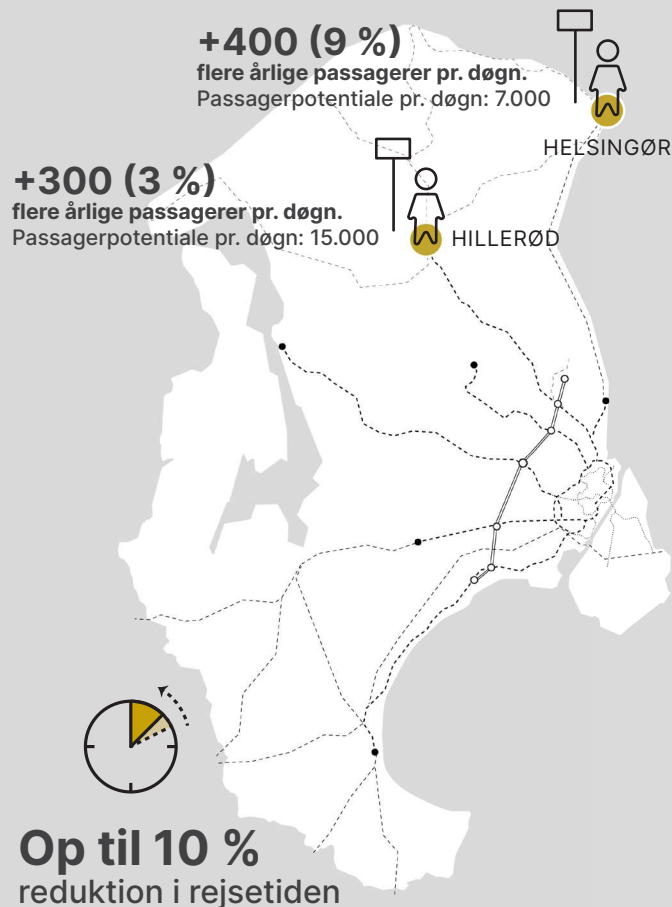 +400 (9 %)
flere årlige passagerer pr. døgn.
Passagerpotentiale pr. døgn: 7.000
HELSINGØR
+300 (3 %)
flere årlige passagerer pr. døgn.
Passagerpotentiale pr. døgn: 15.000
HILLERØD
Op til 10 %
reduktion i rejsetiden